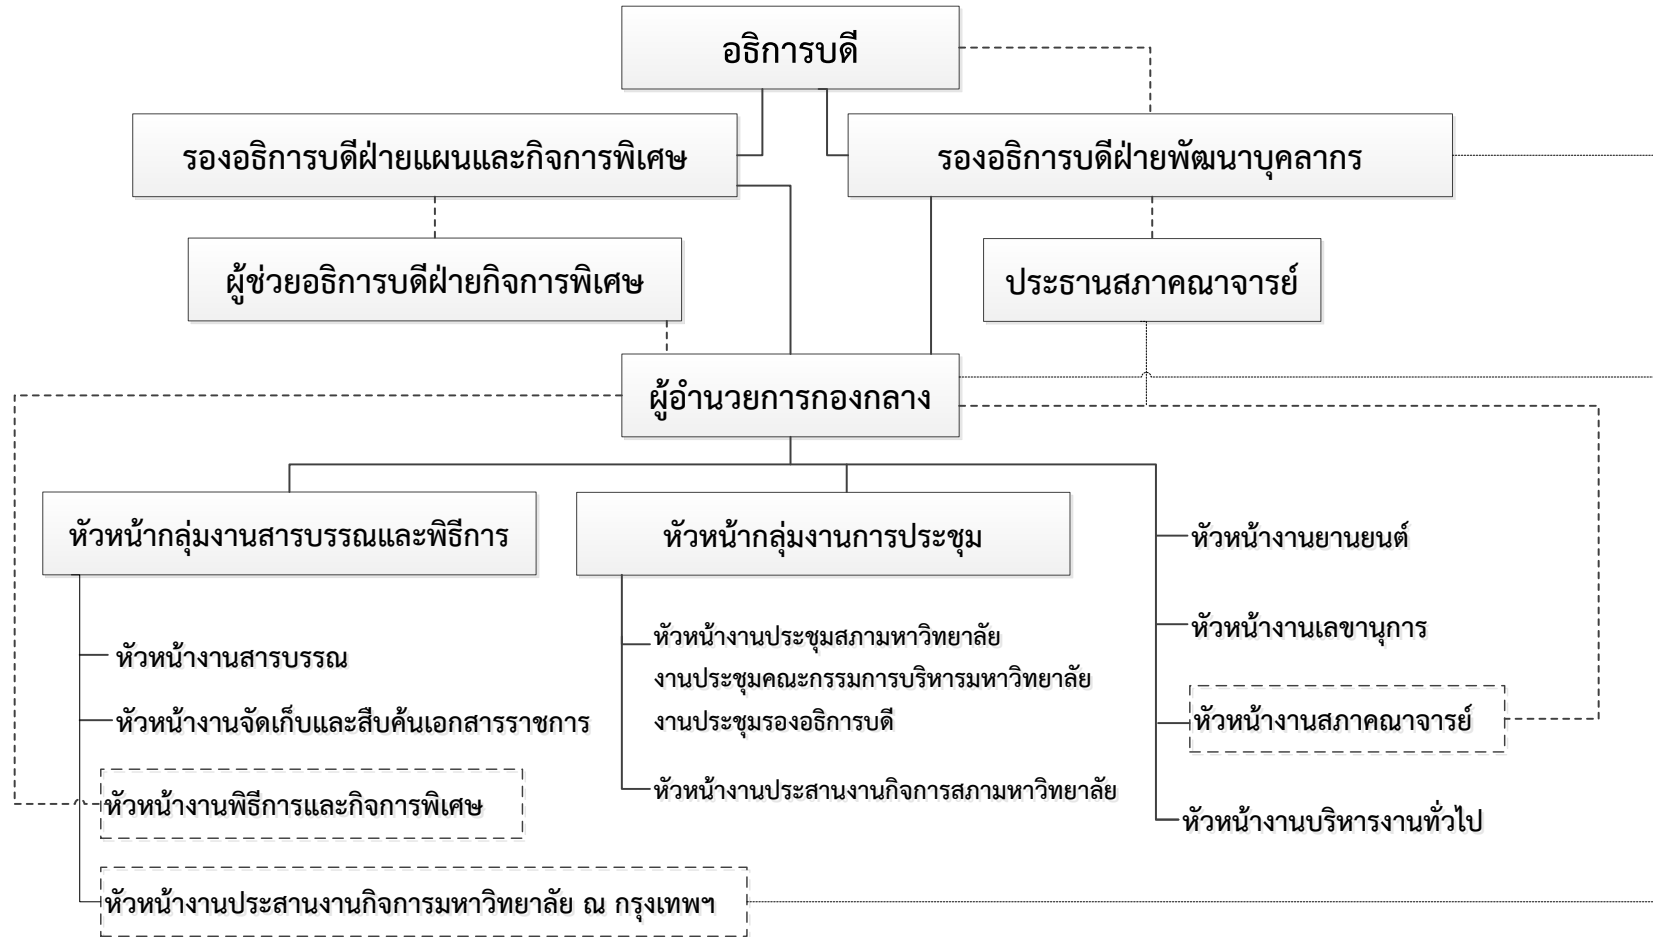 อธิการบดี
รองอธิการบดีฝ่ายแผนและกิจการพิเศษ
รองอธิการบดีฝ่ายพัฒนาบุคลากร
ผู้ช่วยอธิการบดีฝ่ายกิจการพิเศษ
ประธานสภาคณาจารย์
ผู้อำนวยการกองกลาง
หัวหน้ากลุ่มงานสารบรรณและพิธีการ
หัวหน้างานสารบรรณ
หัวหน้างานจัดเก็บและสืบค้นเอกสารราชการ
หัวหน้างานพิธีการและกิจการพิเศษ
หัวหน้างานประสานงานกิจการมหาวิทยาลัย ณ กรุงเทพฯ
หัวหน้ากลุ่มงานการประชุม
หัวหน้างานประชุมสภามหาวิทยาลัย
งานประชุมคณะกรรมการบริหารมหาวิทยาลัย
งานประชุมรองอธิการบดี
หัวหน้างานประสานงานกิจการสภามหาวิทยาลัย
หัวหน้างานยานยนต์
หัวหน้างานเลขานุการ
หัวหน้างานสภาคณาจารย์
หัวหน้างานบริหารงานทั่วไป